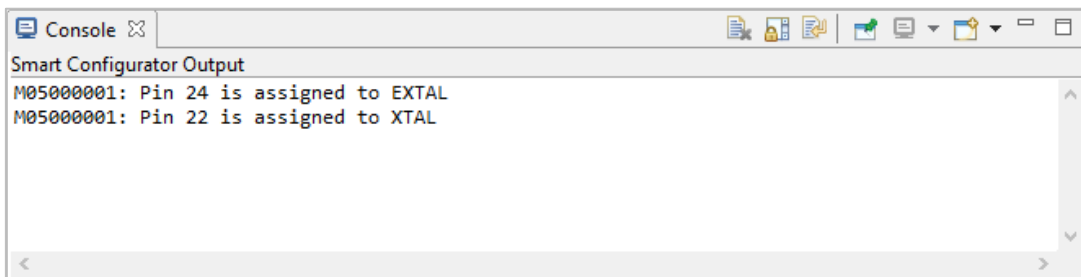 Console
Smart Configurator Output
M05000001: Pin 24 is assigned to EXTAL
M05000001: Pin 22 is assigned to XTAL